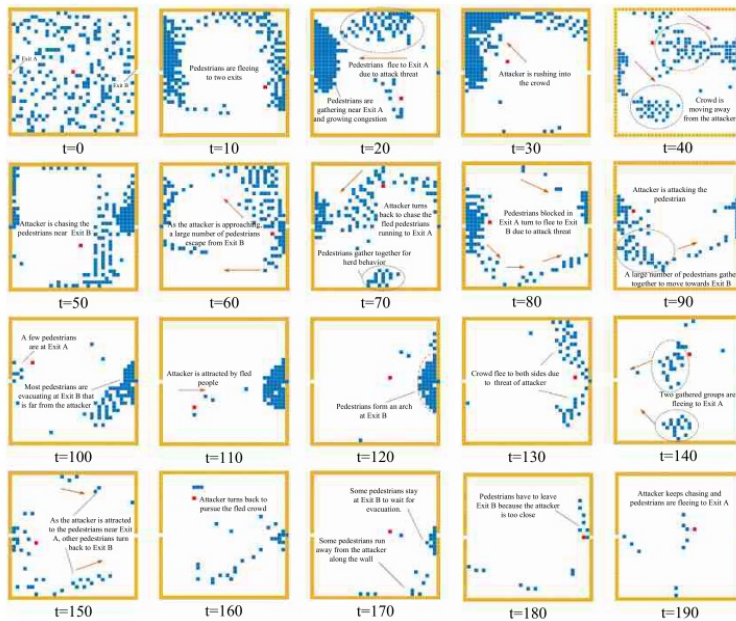 Exit A
Exit B
t=0
Pedestrians are fleeing
to two exits
t=10
Pedestrians flee to Exit A
due to attack threat
Pedestrians are
gathering near Exit A
and growing congestion
t=20
Attacker is rushing into
the crowd
t=30
Crowd is
moving away
from the attacker
t=40
Attacker is chasing the
pedestrians near Exit B
t=50
As the attacker is approaching,
a large number of pedestrians
escape from Exit B
t=60
Attacker turns
back to chase the
fled pedestrians
running to Exit A
Pedestrians gather together for
herd behavior
t=70
Pedestrians blocked in
Exit A turn to flee to Exit
B due to attack threat
t=80
Attacker is attacking the
pedestrian
A large number of pedestrians gather
together to move towards Exit B
t=90
A few pedestrians
are at Exit A
Most pedestrians are
evacuating at Exit B that
is far from the attacker
t=100
Attacker is attracted by fled
people
t=110
Pedestrians form an arch
at Exit B
t=120
Crowd flee to both sides due
to threat of attacker
t=130
Two gathered groups are
fleeing to Exit A
t=140
As the attacker is attracted
to the pedestrians near Exit
A, other pedestrians turn
back to Exit B
t=150
Attacker turns back to
pursue the fled crowd
t=160
Some pedestrians stay
at Exit B to wait for
evacuation.
Some pedestrians run
away from the attacker
along the wall
t=170
Pedestrians have to leave
Exit B because the attacker
is too close
t=180
Attacker keeps chasing and
pedestrians are fleeing to Exit A
t=190